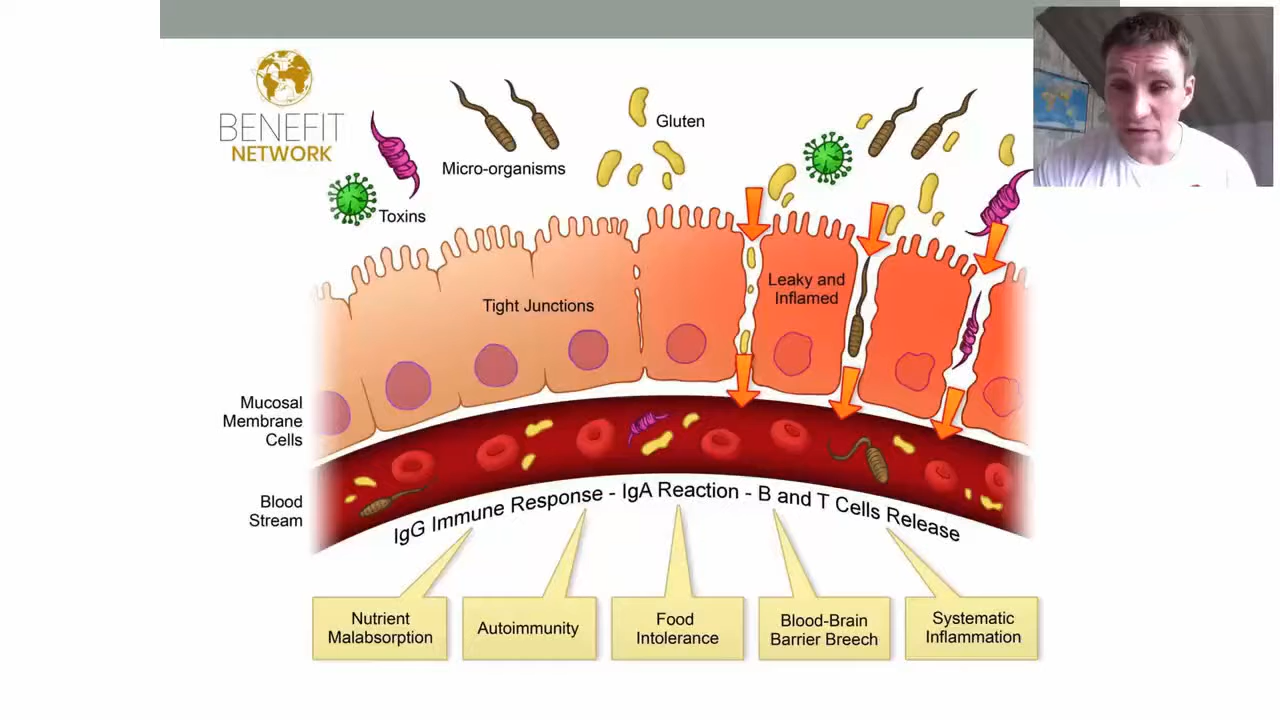 BENEFIT
NETWORK
Gluten
Micro-organisms
Toxins
Tight Junctions
Leaky and
Inflamed
Mucosal
Membrane
Cells
Blood
Stream
IgG Immune Response - IgA Reaction - B and T Cells Release
Nutrient
Malabsorption
Autoimmunity
Food
Intolerance
Blood-Brain
Barrier Breech
Systematic
Inflammation